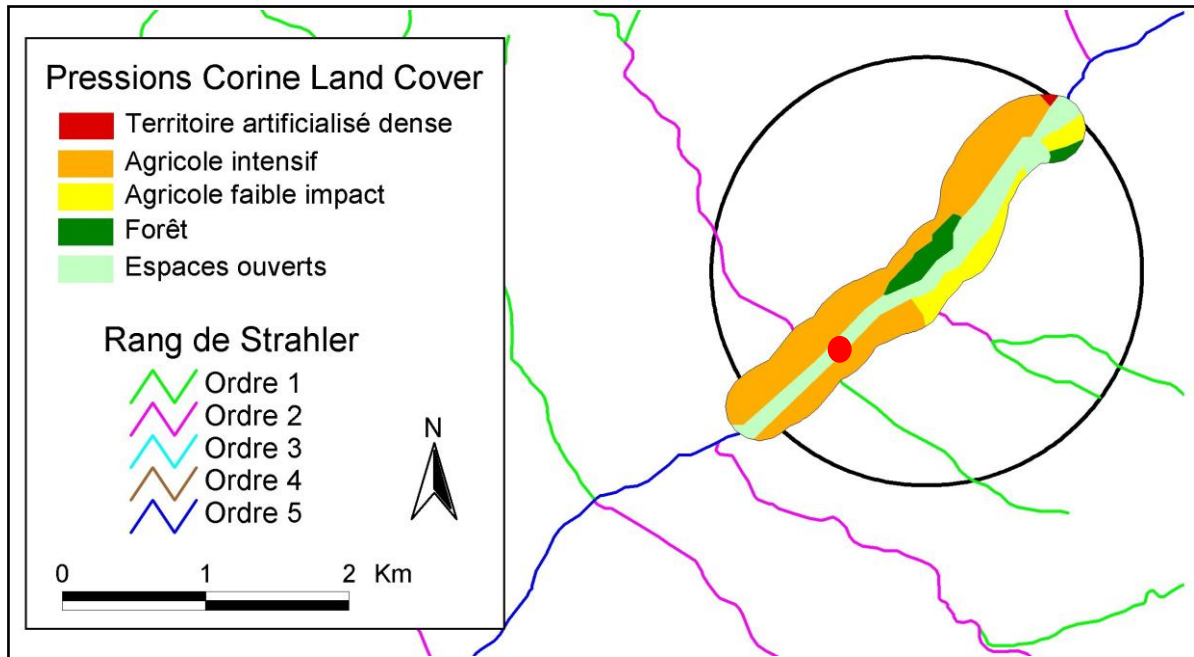 Pressions Corine Land Cover
Territoire artificialisé dense
Agricole intensif
Agricole faible impact
Forêt
Espaces ouverts
Rang de Strahler
Ordre 1
Ordre 2
Ordre 3
Ordre 4
Ordre 5
N
0 1 2 Km